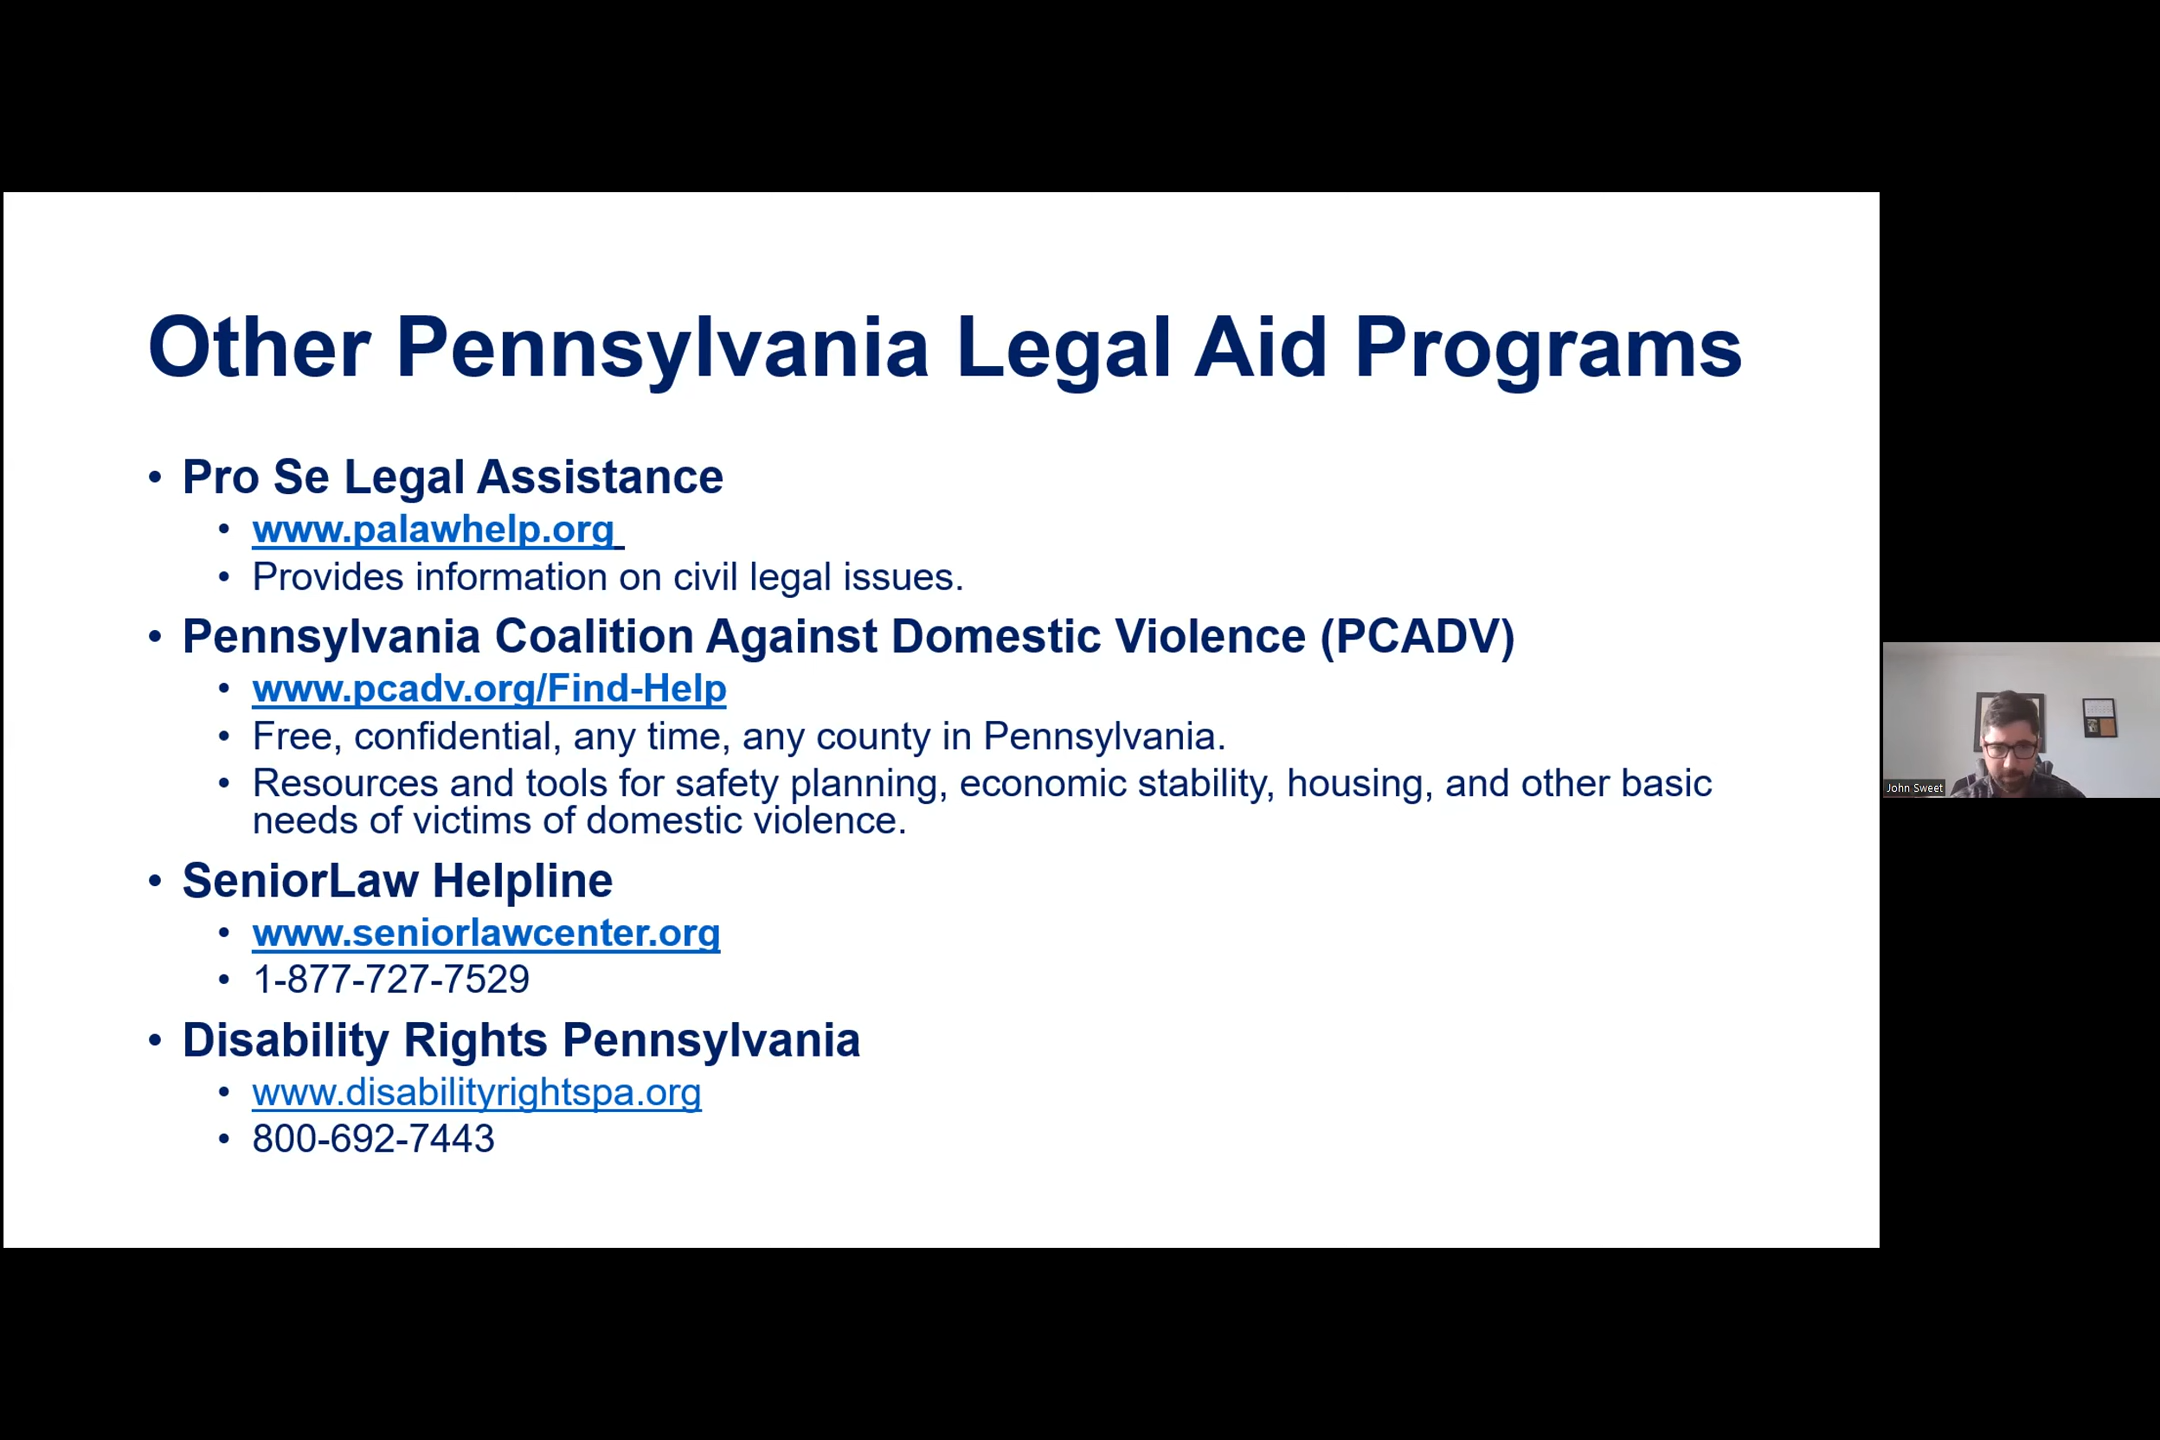 Other Pennsylvania Legal Aid Programs
• Pro Se Legal Assistance
• www.palawhelp.org
• Provides information on civil legal issues.
• Pennsylvania Coalition Against Domestic Violence (PCADV)
• www.pcadv.org/Find-Help
• Free, confidential, any time, any county in Pennsylvania.
• Resources and tools for safety planning, economic stability, housing, and other basic
needs of victims of domestic violence.
• SeniorLaw Helpline
• www.seniorlawcenter.org
• 1-877-727-7529
• Disability Rights Pennsylvania
• www.disabilityrightspa.org
• 800-692-7443
John Sweet